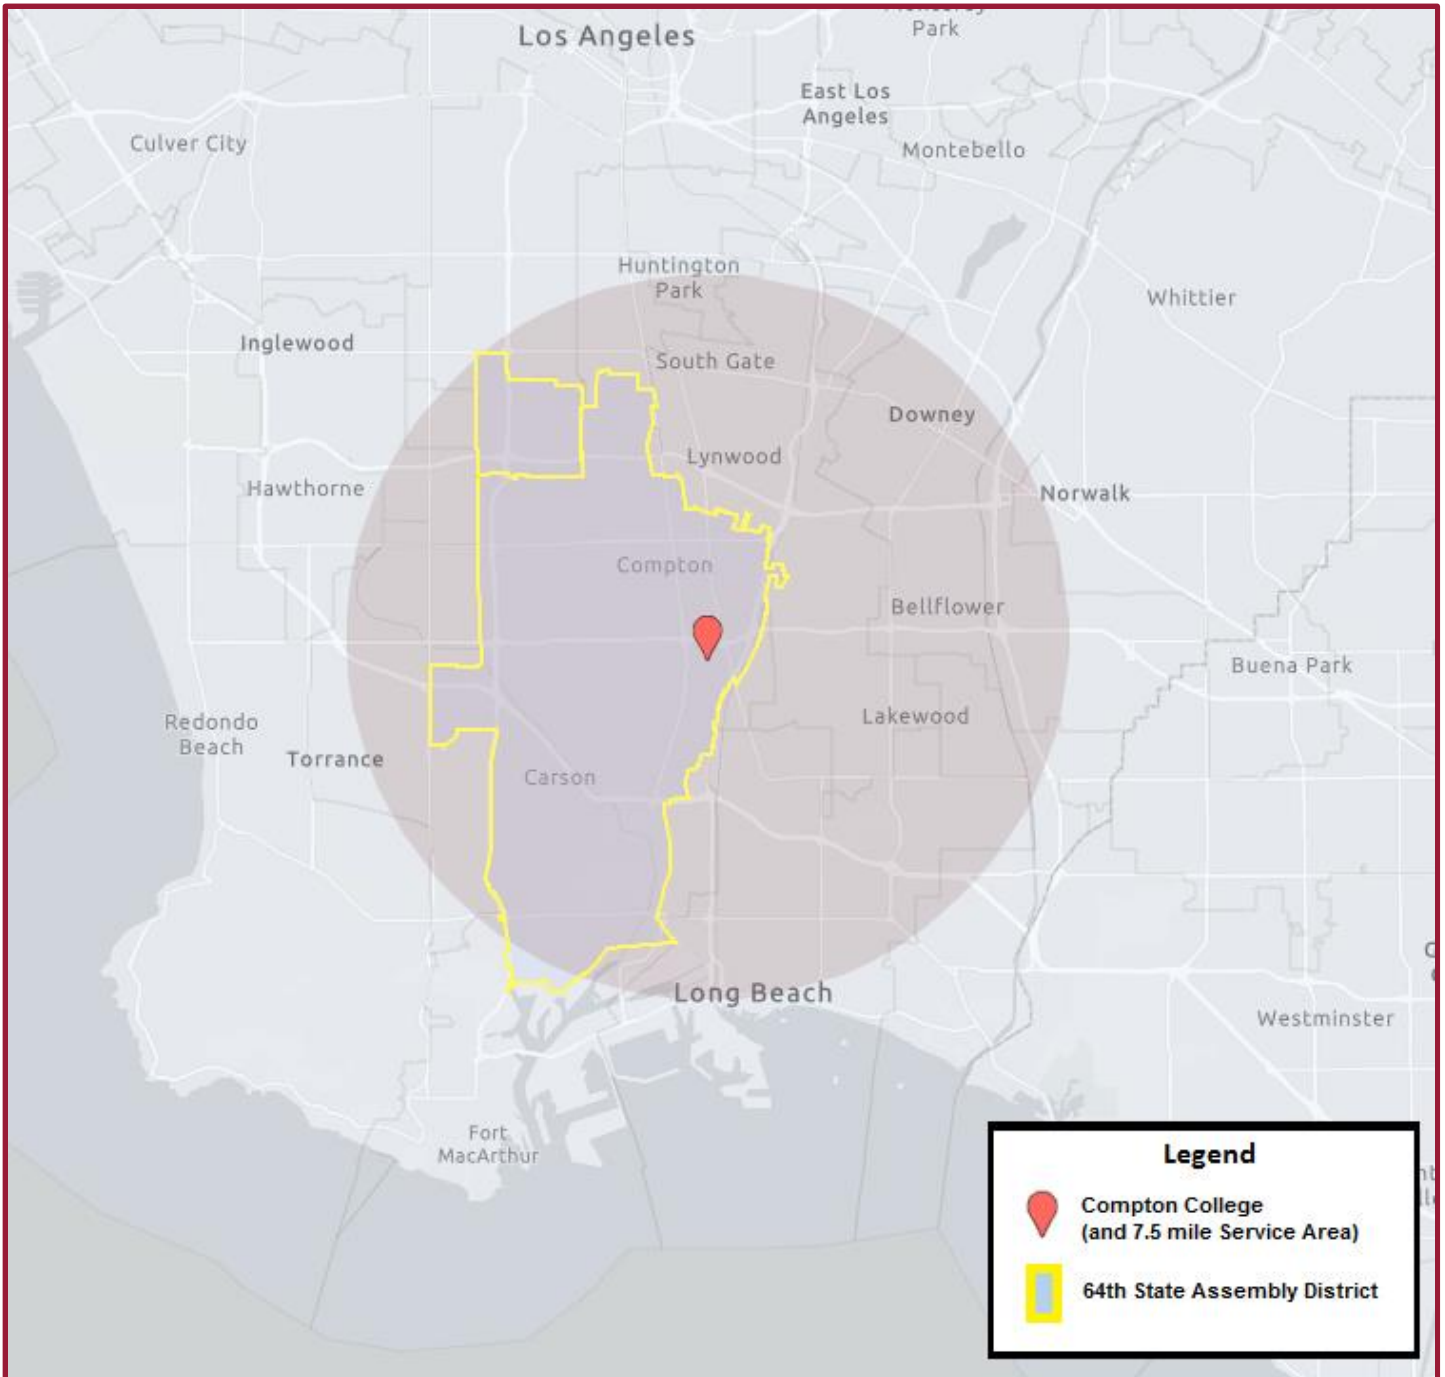 Los Angeles
Park
East Los
Angeles
Culver City
Montebello
Huntington
Park
Whittier
Inglewood
South Gate
Downey
Lynwood
Hawthorne
Norwalk
Compton
Bellflower
Buena Park
Redondo
Beach
Lakewood
Torrance
Carson
Long Beach
Westminster
Fort
MacArthur
Legend
Compton College
(and 7.5 mile Service Area)
64th State Assembly District